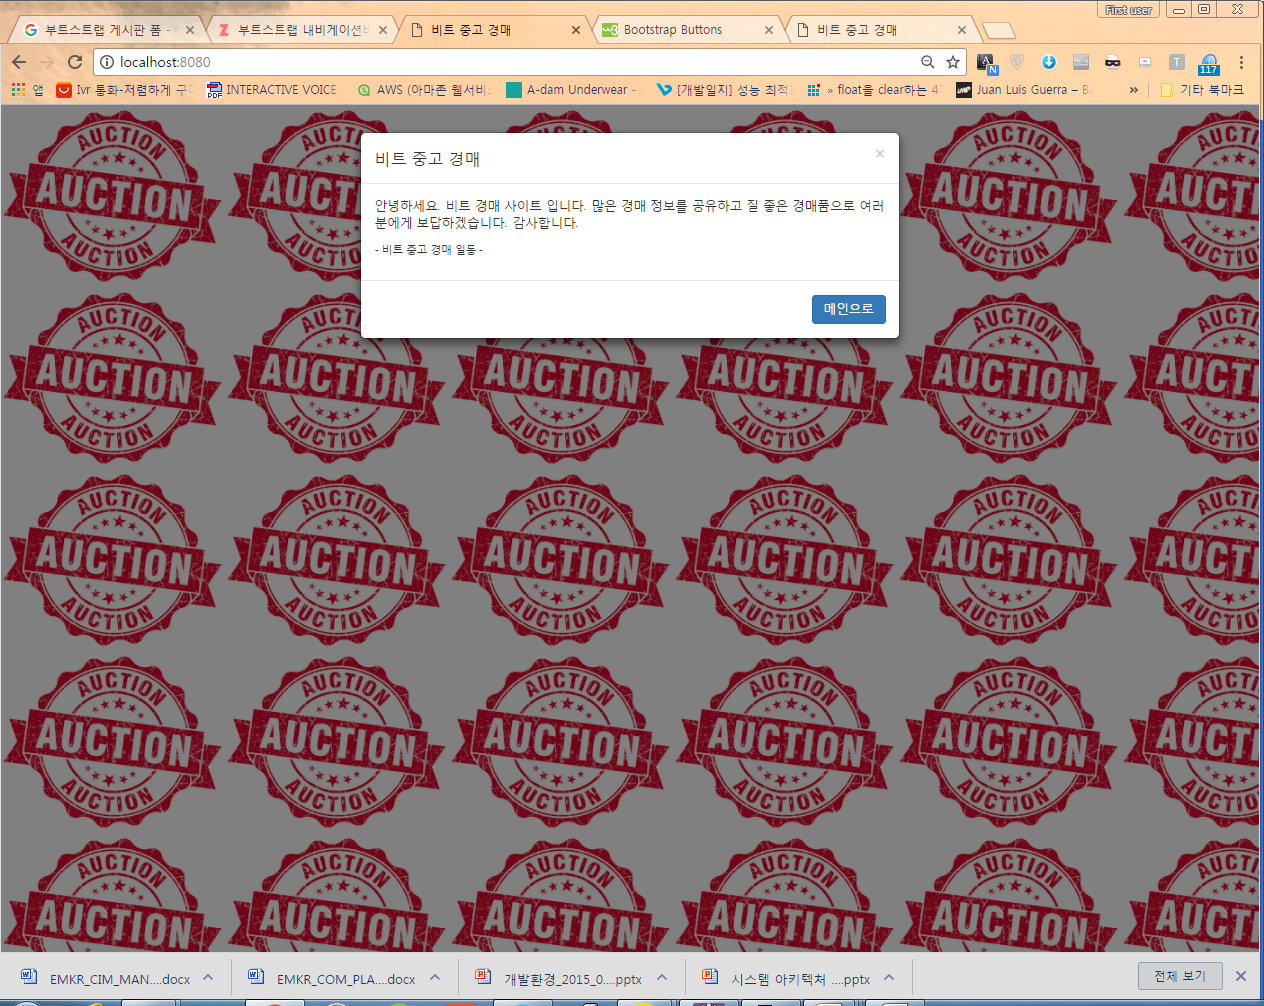 First user
부트스트랩 게시판 폼 -
부트스트랩 내비게이션
비트 중고 경매
Bootstrap Buttons
비트 중고 경매
localhost:8080
N
T
117
앱
Ivr 통화-저렴하게
PDF
INTERACTIVE VOICE
AWS (아마존 웹서비
A-dam Underwear -
[개발일지] 성능 최적
» float을 clear하는 4
Juan Luis Guerra – Ba
»
기타 북마크
비트 중고 경매
×
안녕하세요. 비트 경매 사이트 입니다. 많은 경매 정보를 공유하고 질 좋은 경매품으로 여러
분에게 보답하겠습니다. 감사합니다.
- 비트 중고 경매 일동 -
메인으로
AUCTION
AUCTION
AUCTION
EMKR_CIM_MAN....docx
EMKR_COM_PLA....docx
개발환경_2015_0....pptx
시스템 아키텍처 ....pptx
전체 보기